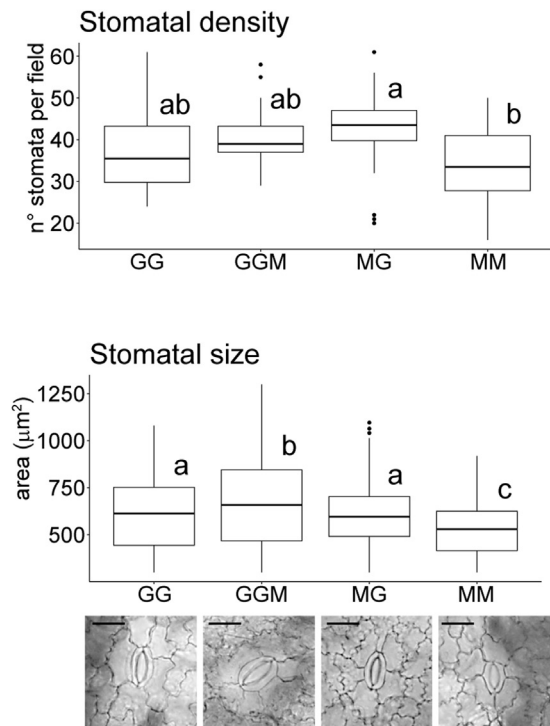 Stomatal density
n° stomata per field
60
50
40
30
20
ab
ab
a
b
GG GGM MG MM
Stomatal size
area (μm²)
1250
1000
750
500
a
b
a
c
GG GGM MG MM